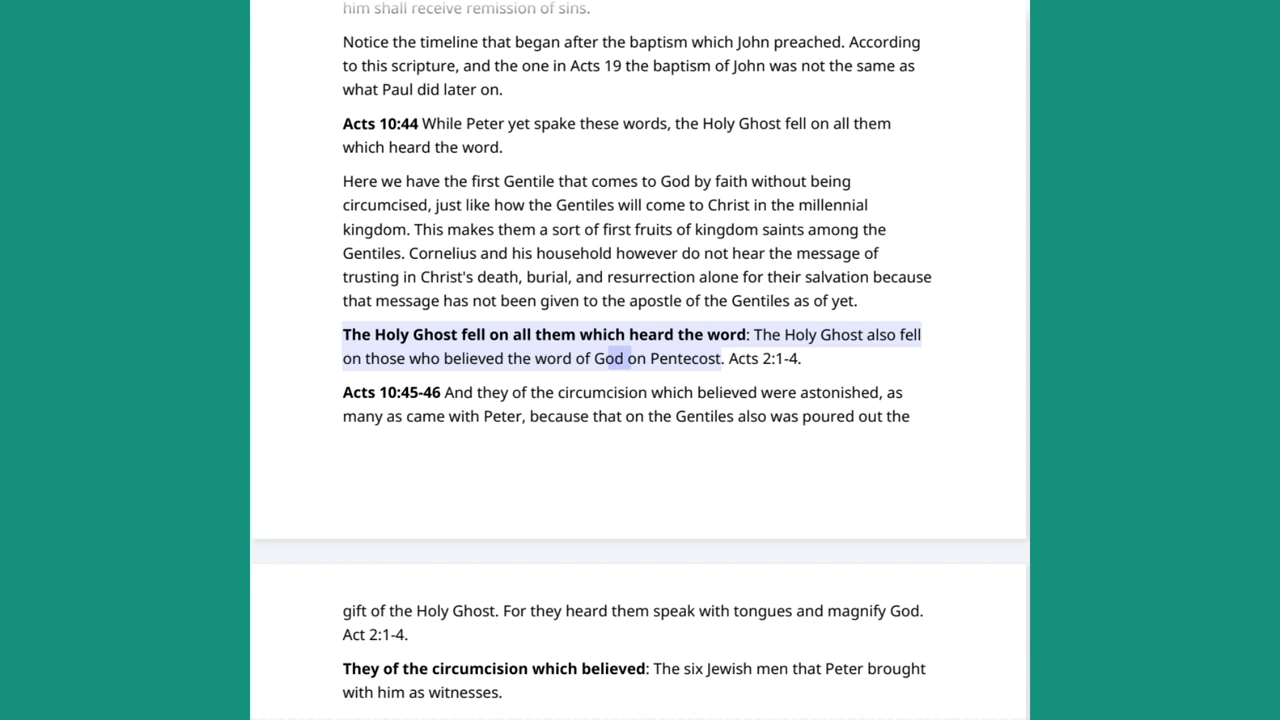 him shall receive remission of sins.
Notice the timeline that began after the baptism which John preached. According
to this scripture, and the one in Acts 19 the baptism of John was not the same as
what Paul did later on.
Acts 10:44 While Peter yet spake these words, the Holy Ghost fell on all them
which heard the word.
Here we have the first Gentile that comes to God by faith without being
circumcised, just like how the Gentiles will come to Christ in the millennial
kingdom. This makes them a sort of first fruits of kingdom saints among the
Gentiles. Cornelius and his household however do not hear the message of
trusting in Christ's death, burial, and resurrection alone for their salvation because
that message has not been given to the apostle of the Gentiles as of yet.
The Holy Ghost fell on all them which heard the word: The Holy Ghost also fell
on those who believed the word of God on Pentecost. Acts 2:1-4.
Acts 10:45-46 And they of the circumcision which believed were astonished, as
many as came with Peter, because that on the Gentiles also was poured out the
gift of the Holy Ghost. For they heard them speak with tongues and magnify God.
Act 2:1-4.
They of the circumcision which believed: The six Jewish men that Peter brought
with him as witnesses.